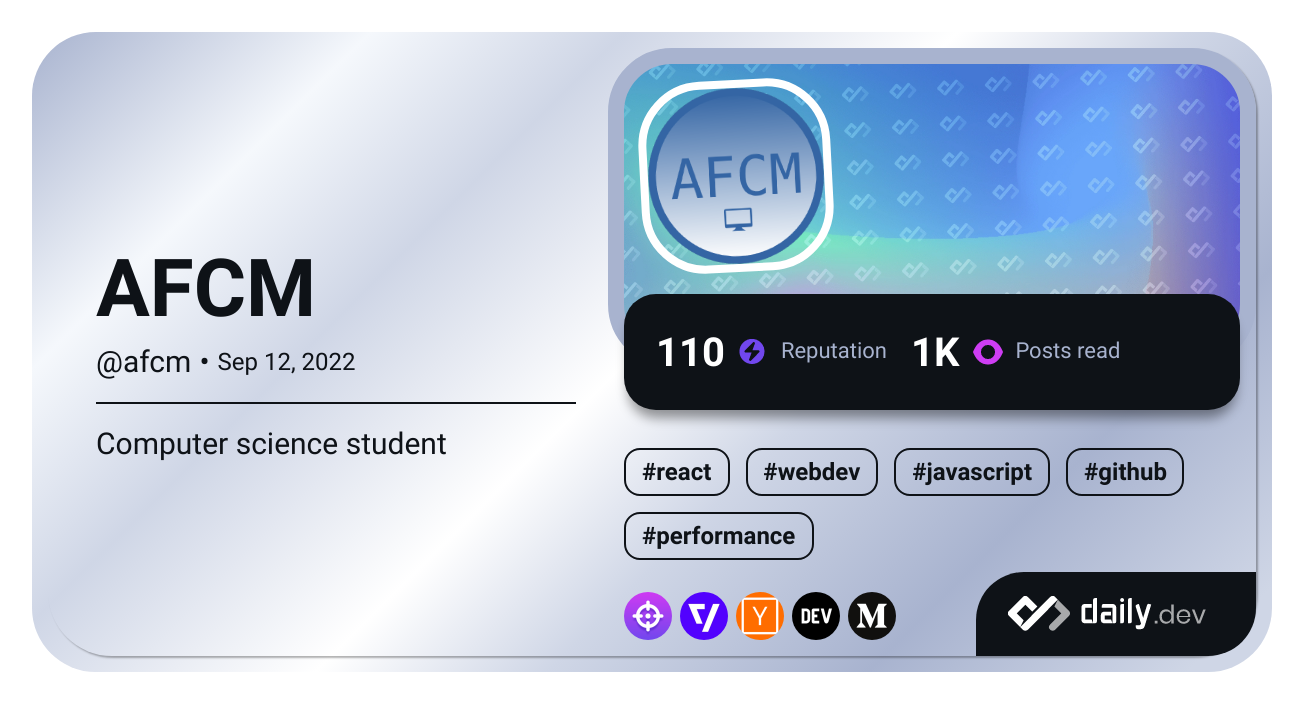 AFCM
@afcm • Sep 12, 2022
Computer science student
AFCM
110 Reputation 1K Posts read
#react #webdev #javascript #github
#performance
Y DEV M
daily.dev